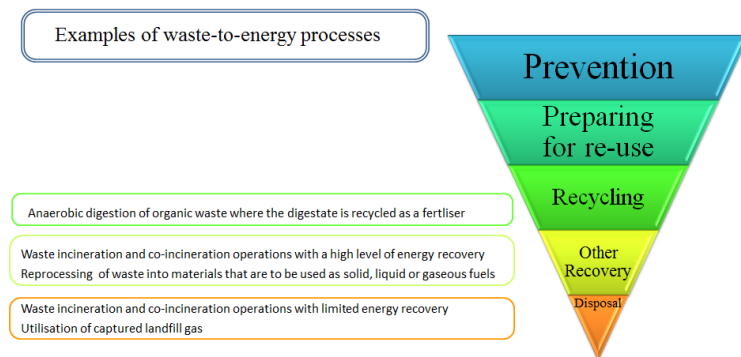 Examples of waste-to-energy processes
Prevention
Preparing
for re-use
Recycling
Anaerobic digestion of organic waste where the digestate is recycled as a fertliser
Other
Recovery
Waste incineration and co-incineration operations with a high level of energy recovery
Reprocessing of waste into materials that are to be used as solid, liquid or gaseous fuels
Disposal
Waste incineration and co-incineration operations with limited energy recovery
Utilisation of captured landfill gas